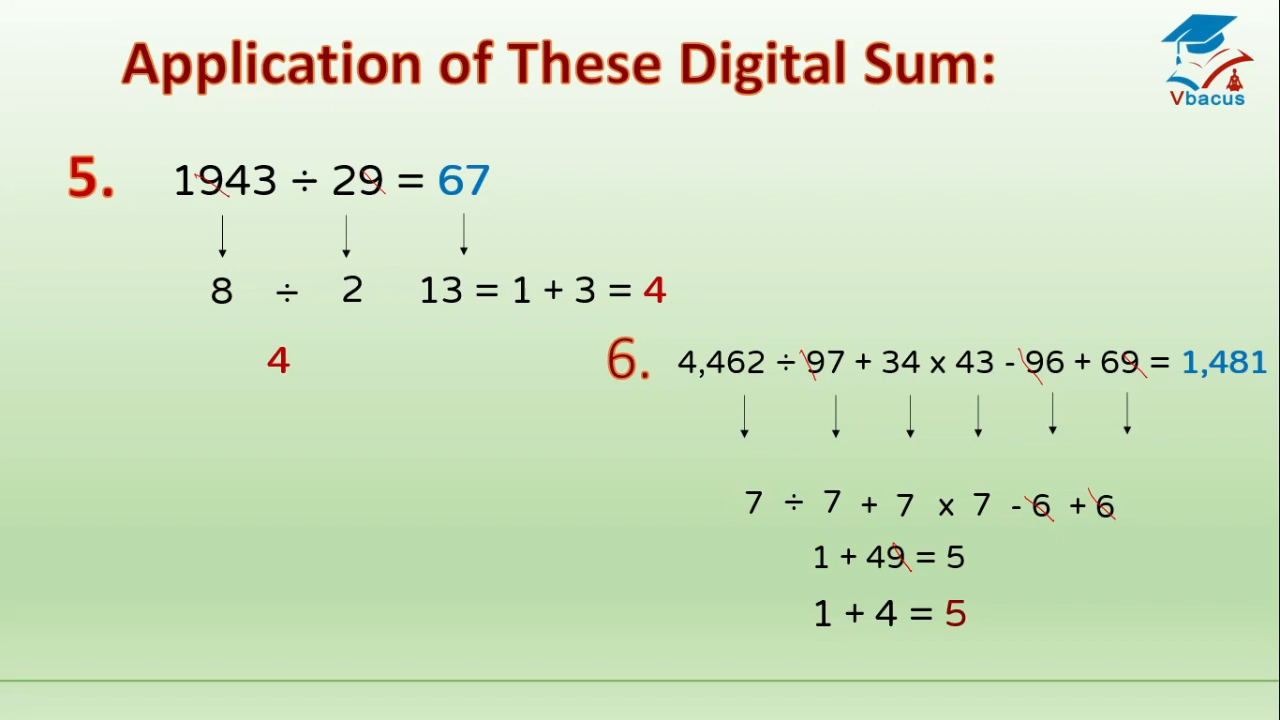 Application of These Digital Sum:
Vbacus
5. 1943 ÷ 29 = 67
8 ÷ 2 13 = 1 + 3 = 4
4
6. 4,462 ÷ 97 + 34 x 43 - 96 + 69 = 1,481
7 ÷ 7 + 7 x 7 - 6 + 6
1 + 49 = 5
1 + 4 = 5